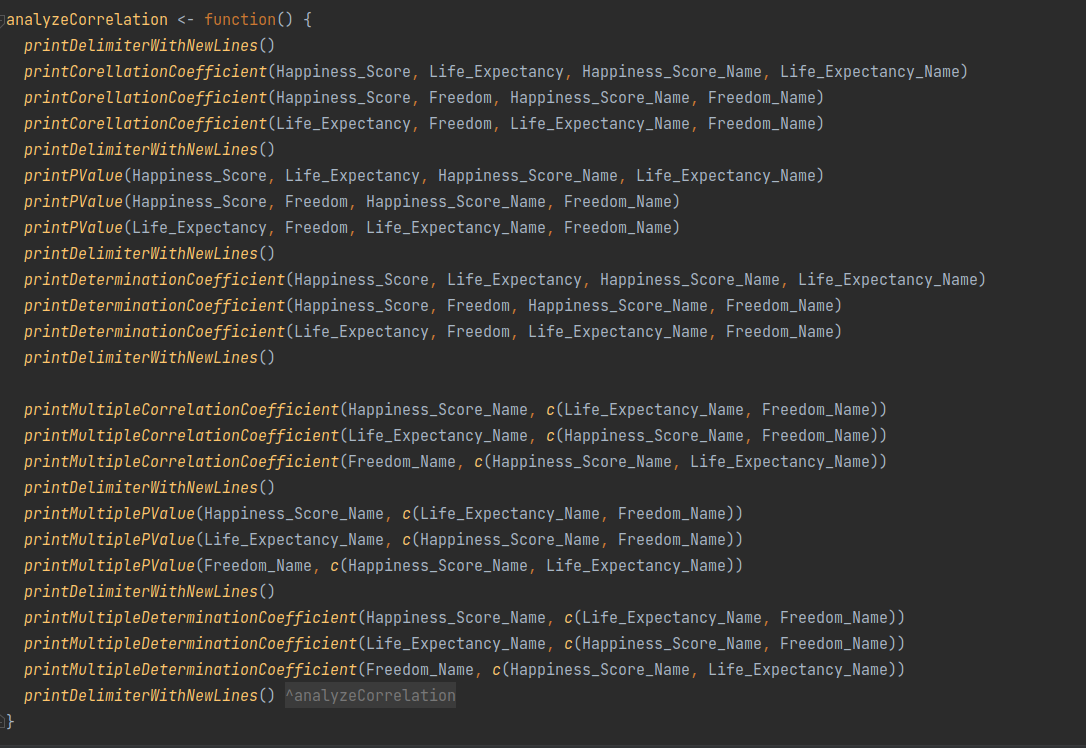 analyzeCorrelation <- function() {
printDelimiterWithNewLines()
printCorellationCoefficient(Happiness_Score, Life_Expectancy, Happiness_Score_Name, Life_Expectancy_Name)
printCorellationCoefficient(Happiness_Score, Freedom, Happiness_Score_Name, Freedom_Name)
printCorellationCoefficient(Life_Expectancy, Freedom, Life_Expectancy_Name, Freedom_Name)
printDelimiterWithNewLines()
printPValue(Happiness_Score, Life_Expectancy, Happiness_Score_Name, Life_Expectancy_Name)
printPValue(Happiness_Score, Freedom, Happiness_Score_Name, Freedom_Name)
printPValue(Life_Expectancy, Freedom, Life_Expectancy_Name, Freedom_Name)
printDelimiterWithNewLines()
printDeterminationCoefficient(Happiness_Score, Life_Expectancy, Happiness_Score_Name, Life_Expectancy_Name)
printDeterminationCoefficient(Happiness_Score, Freedom, Happiness_Score_Name, Freedom_Name)
printDeterminationCoefficient(Life_Expectancy, Freedom, Life_Expectancy_Name, Freedom_Name)
printDelimiterWithNewLines()
printMultipleCorrelationCoefficient(Happiness_Score_Name, c(Life_Expectancy_Name, Freedom_Name))
printMultipleCorrelationCoefficient(Life_Expectancy_Name, c(Happiness_Score_Name, Freedom_Name))
printMultipleCorrelationCoefficient(Freedom_Name, c(Happiness_Score_Name, Life_Expectancy_Name))
printDelimiterWithNewLines()
printMultiplePValue(Happiness_Score_Name, c(Life_Expectancy_Name, Freedom_Name))
printMultiplePValue(Life_Expectancy_Name, c(Happiness_Score_Name, Freedom_Name))
printMultiplePValue(Freedom_Name, c(Happiness_Score_Name, Life_Expectancy_Name))
printDelimiterWithNewLines()
printMultipleDeterminationCoefficient(Happiness_Score_Name, c(Life_Expectancy_Name, Freedom_Name))
printMultipleDeterminationCoefficient(Life_Expectancy_Name, c(Happiness_Score_Name, Freedom_Name))
printMultipleDeterminationCoefficient(Freedom_Name, c(Happiness_Score_Name, Life_Expectancy_Name))
printDelimiterWithNewLines() ^analyzeCorrelation
}